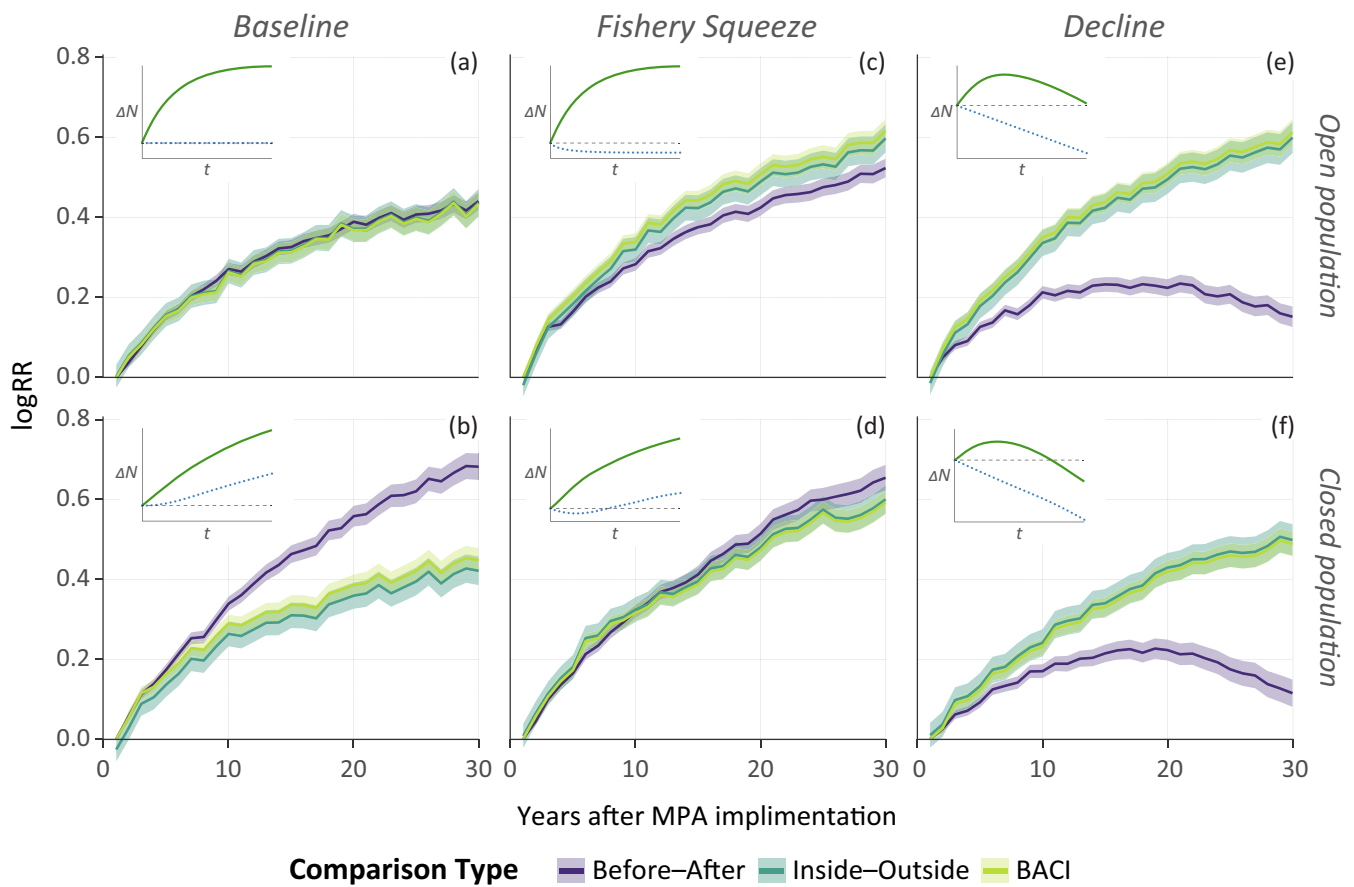 Baseline
Fishery Squeeze
Decline
(a)
(c)
(e)
0.8
0.6
0.4
0.2
0.0
ΔN
t
ΔN
t
ΔN
t
Open population
logRR
(b)
(d)
(f)
0.8
0.6
0.4
0.2
0.0
ΔN
t
ΔN
t
ΔN
t
Closed population
0 10 20 30
0 10 20 30
0 10 20 30
Years after MPA implimentation
Comparison Type Before–After Inside–Outside BACI